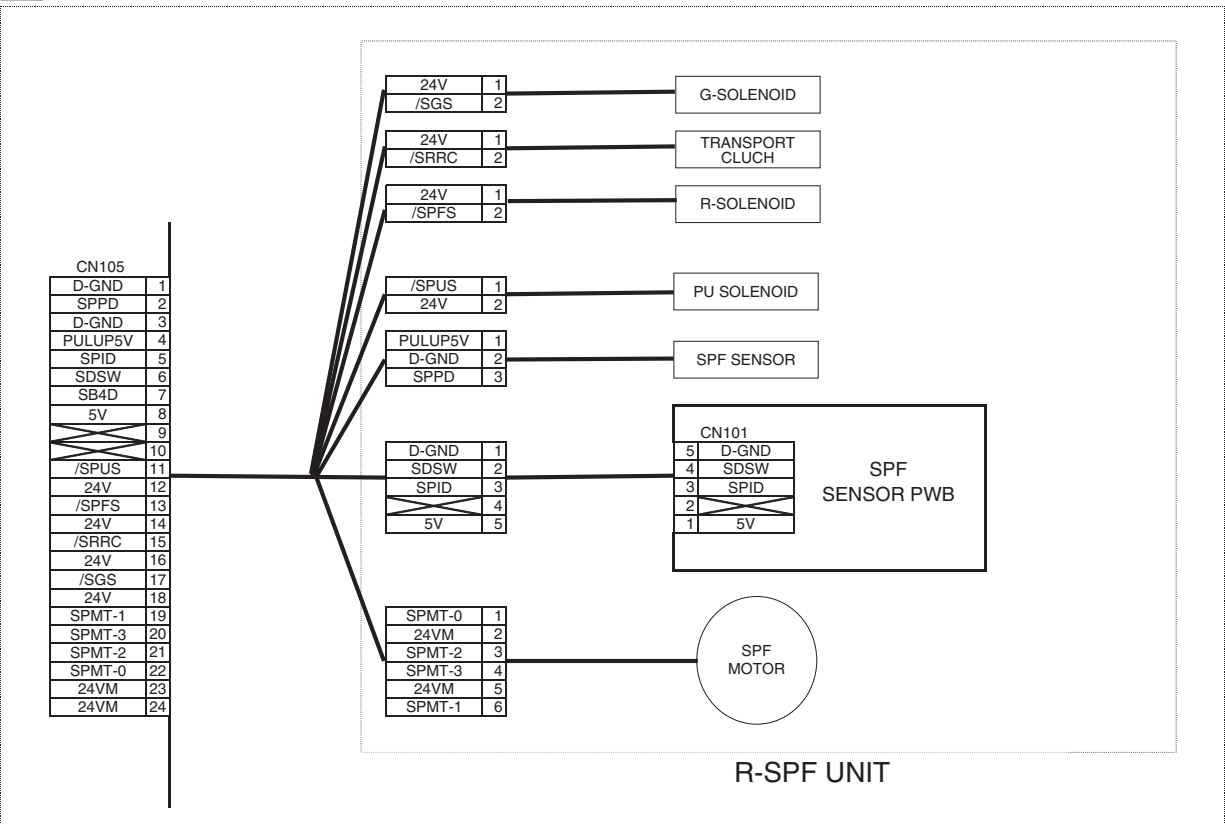 CN105
D-GND 1
SPPD 2
D-GND 3
PULUP5V 4
SPID 5
SDSW 6
SB4D 7
5V 8
9
10
/SPUS 11
24V 12
/SPFS 13
24V 14
/SRRC 15
24V 16
/SGS 17
24V 18
SPMT-1 19
SPMT-3 20
SPMT-2 21
SPMT-0 22
24VM 23
24VM 24
24V 1
/SGS 2
G-SOLENOID
24V 1
/SRRC 2
TRANSPORT
CLUCH
24V 1
/SPFS 2
R-SOLENOID
/SPUS 1
24V 2
PU SOLENOID
PULUP5V 1
D-GND 2
SPPD 3
SPF SENSOR
D-GND 1
SDSW 2
SPID 3
4
5V 5
CN101
5 D-GND
4 SDSW
3 SPID
2
1 5V
SPF
SENSOR PWB
SPMT-0 1
24VM 2
SPMT-2 3
SPMT-3 4
24VM 5
SPMT-1 6
SPF
MOTOR
R-SPF UNIT